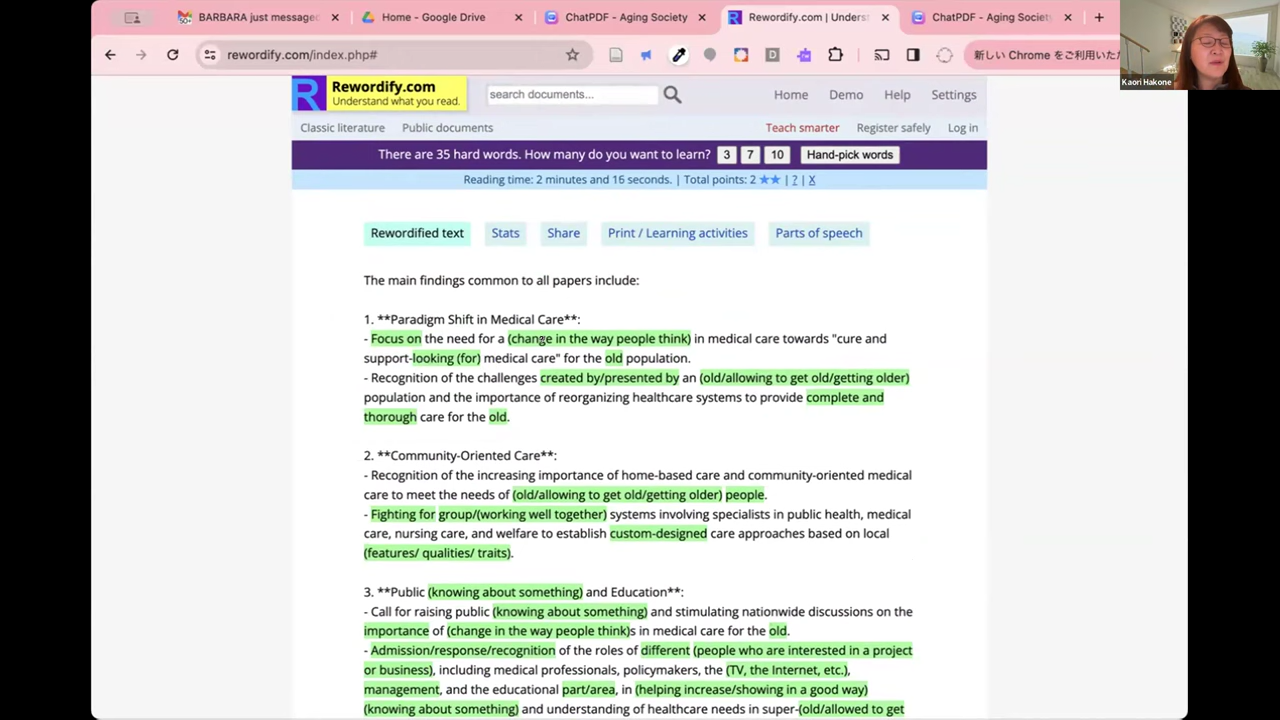 BARBARA just message
Home - Google Drive
ChatPDF - Aging Society
Rewordify.com | Unders
ChatPDF - Aging Societ
rewordify.com/index.php#
新しい Chrome をご利用いた
Kaori Hakone
Rewordify.com
Understand what you read.
search documents...
Home Demo Help Settings
Classic literature Public documents Teach smarter Register safely Log in
There are 35 hard words. How many do you want to learn? 3 7 10 Hand-pick words
Reading time: 2 minutes and 16 seconds. | Total points: 2 ★★ | ? | X
Rewordified text Stats Share Print / Learning activities Parts of speech
The main findings common to all papers include:
1. **Paradigm Shift in Medical Care**:
- Focus on the need for a (change in the way people think) in medical care towards "cure and
support-looking (for) medical care" for the old population.
- Recognition of the challenges created by/presented by an (old/allowing to get old/getting older)
population and the importance of reorganizing healthcare systems to provide complete and
thorough care for the old.
2. **Community-Oriented Care**:
- Recognition of the increasing importance of home-based care and community-oriented medical
care to meet the needs of (old/allowing to get old/getting older) people.
- Fighting for group/(working well together) systems involving specialists in public health, medical
care, nursing care, and welfare to establish custom-designed care approaches based on local
(features/ qualities/ traits).
3. **Public (knowing about something) and Education**:
- Call for raising public (knowing about something) and stimulating nationwide discussions on the
importance of (change in the way people think)s in medical care for the old.
- Admission/response/recognition of the roles of different (people who are interested in a project
or business), including medical professionals, policymakers, the (TV, the Internet, etc.),
management, and the educational part/area, in (helping increase/showing in a good way)
(knowing about something) and understanding of healthcare needs in super-(old/allowed to get